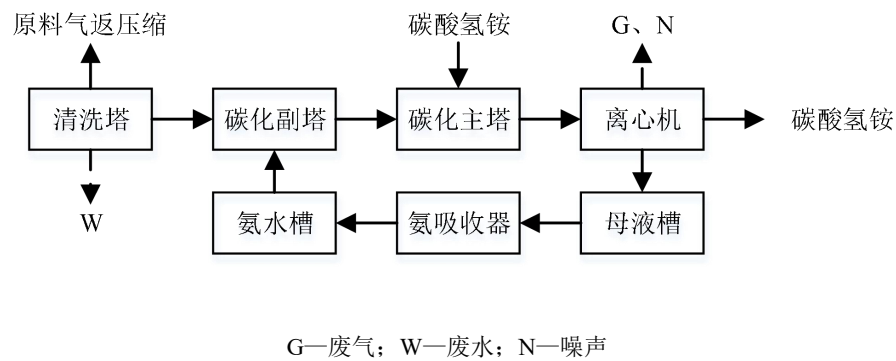 原料气返压缩
碳酸氢铵
G、N
清洗塔
碳化副塔
碳化主塔
离心机
碳酸氢铵
W
氨水槽
氨吸收器
母液槽
G—废气；W—废水；N—噪声